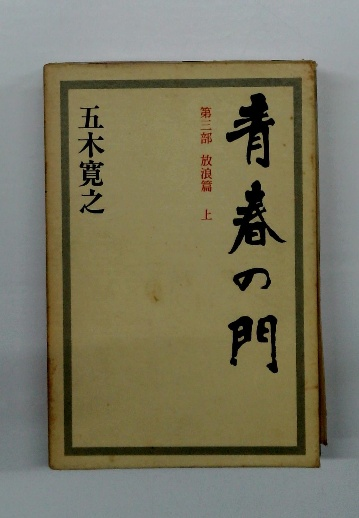 青春の門
第三部 放浪篇 上
五木寛之